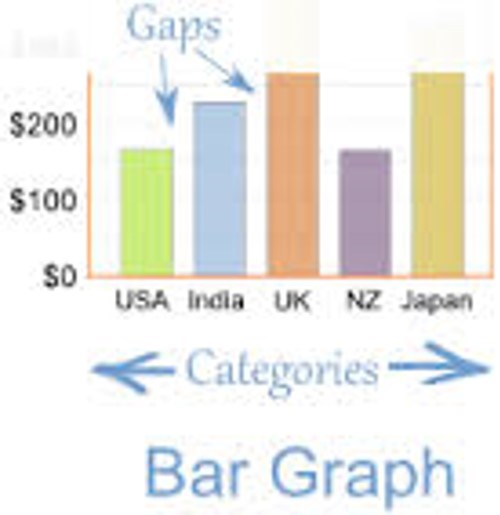 Gaps
$200
$100
$0
USA India UK NZ Japan
Categories
Bar Graph